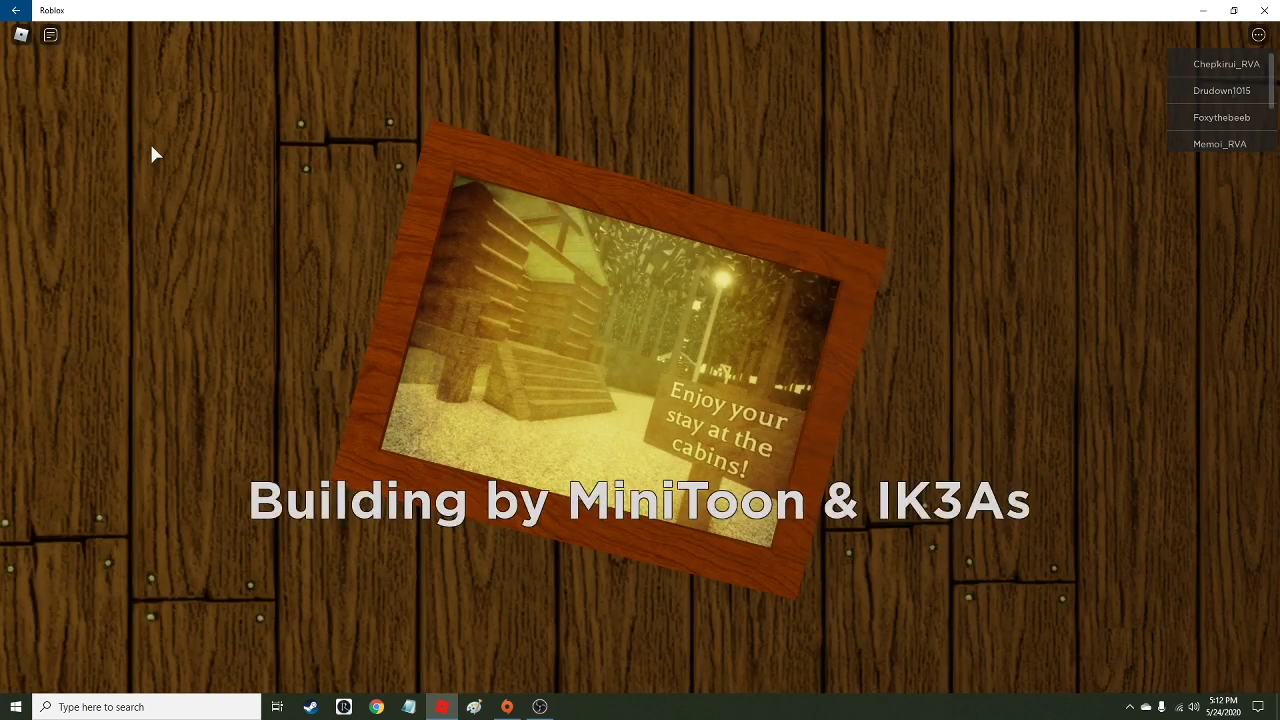 Roblox
Chepkirui_RVA
Drudown1015
Foxythebeeb
Memoi_RVA
Enjoy your
stay at the
cabins!
Building by MiniToon & IK3As
Type here to search
5:12 PM
5/24/2020